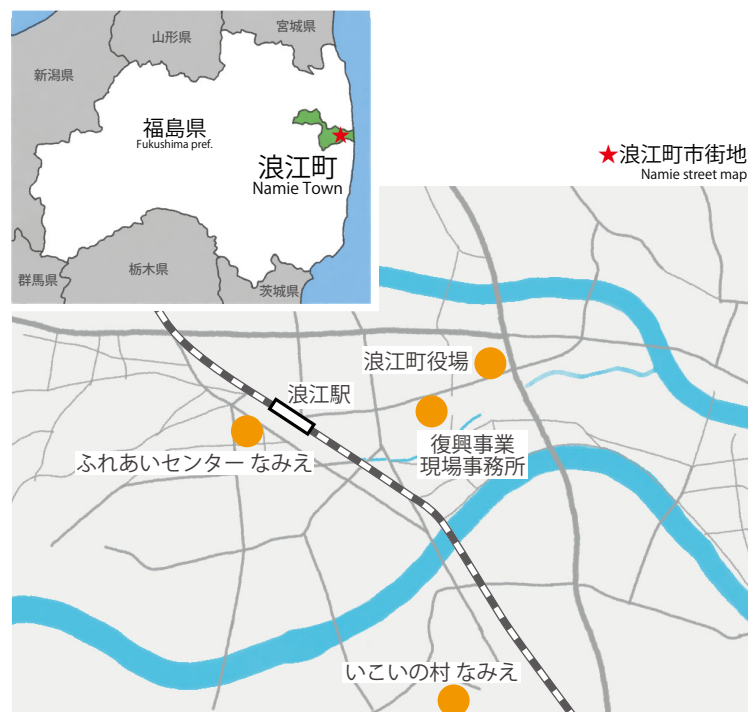 宮城県
山形県
新潟県
福島県
Fukushima pref.
浪江町
Namie Town
群馬県
栃木県
茨城県
★浪江町市街地
Namie street map
浪江町役場
浪江駅
復興事業
現場事務所
ふれあいセンター なみえ
いこいの村 なみえ